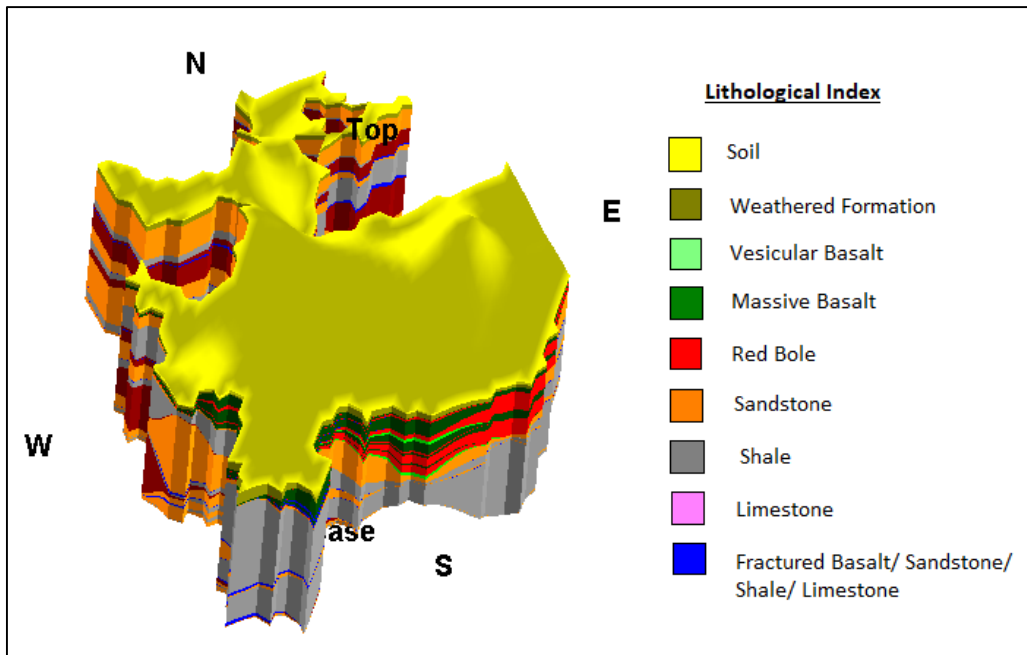 N
Top
E
W
ase
S
Lithological Index
Soil
Weathered Formation
Vesicular Basalt
Massive Basalt
Red Bole
Sandstone
Shale
Limestone
Fractured Basalt/ Sandstone/
Shale/ Limestone